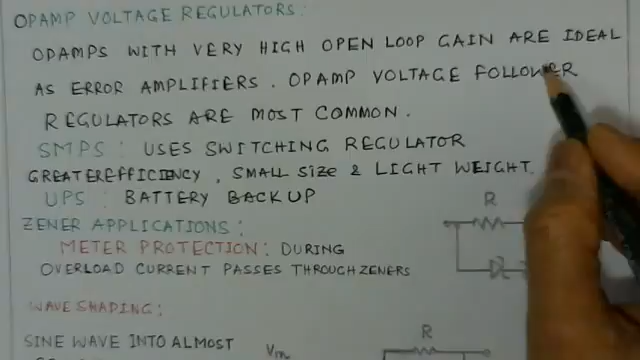 OPAMP VOLTAGE REGULATORS:
OPAMPS WITH VERY HIGH OPEN LOOP GAIN ARE IDEAL
AS ERROR AMPLIFIERS. OPAMP VOLTAGE FOLLOWER
REGULATORS ARE MOST COMMON.
SMPS: USES SWITCHING REGULATOR
GREATER EFFICIENCY, SMALL SIZE & LIGHT WEIGHT.
UPS: BATTERY BACKUP
ZENER APPLICATIONS:
METER PROTECTION: DURING
OVERLOAD CURRENT PASSES THROUGH ZENERS
R
WAVE SHADING:
SINE WAVE INTO ALMOST
Vin
R